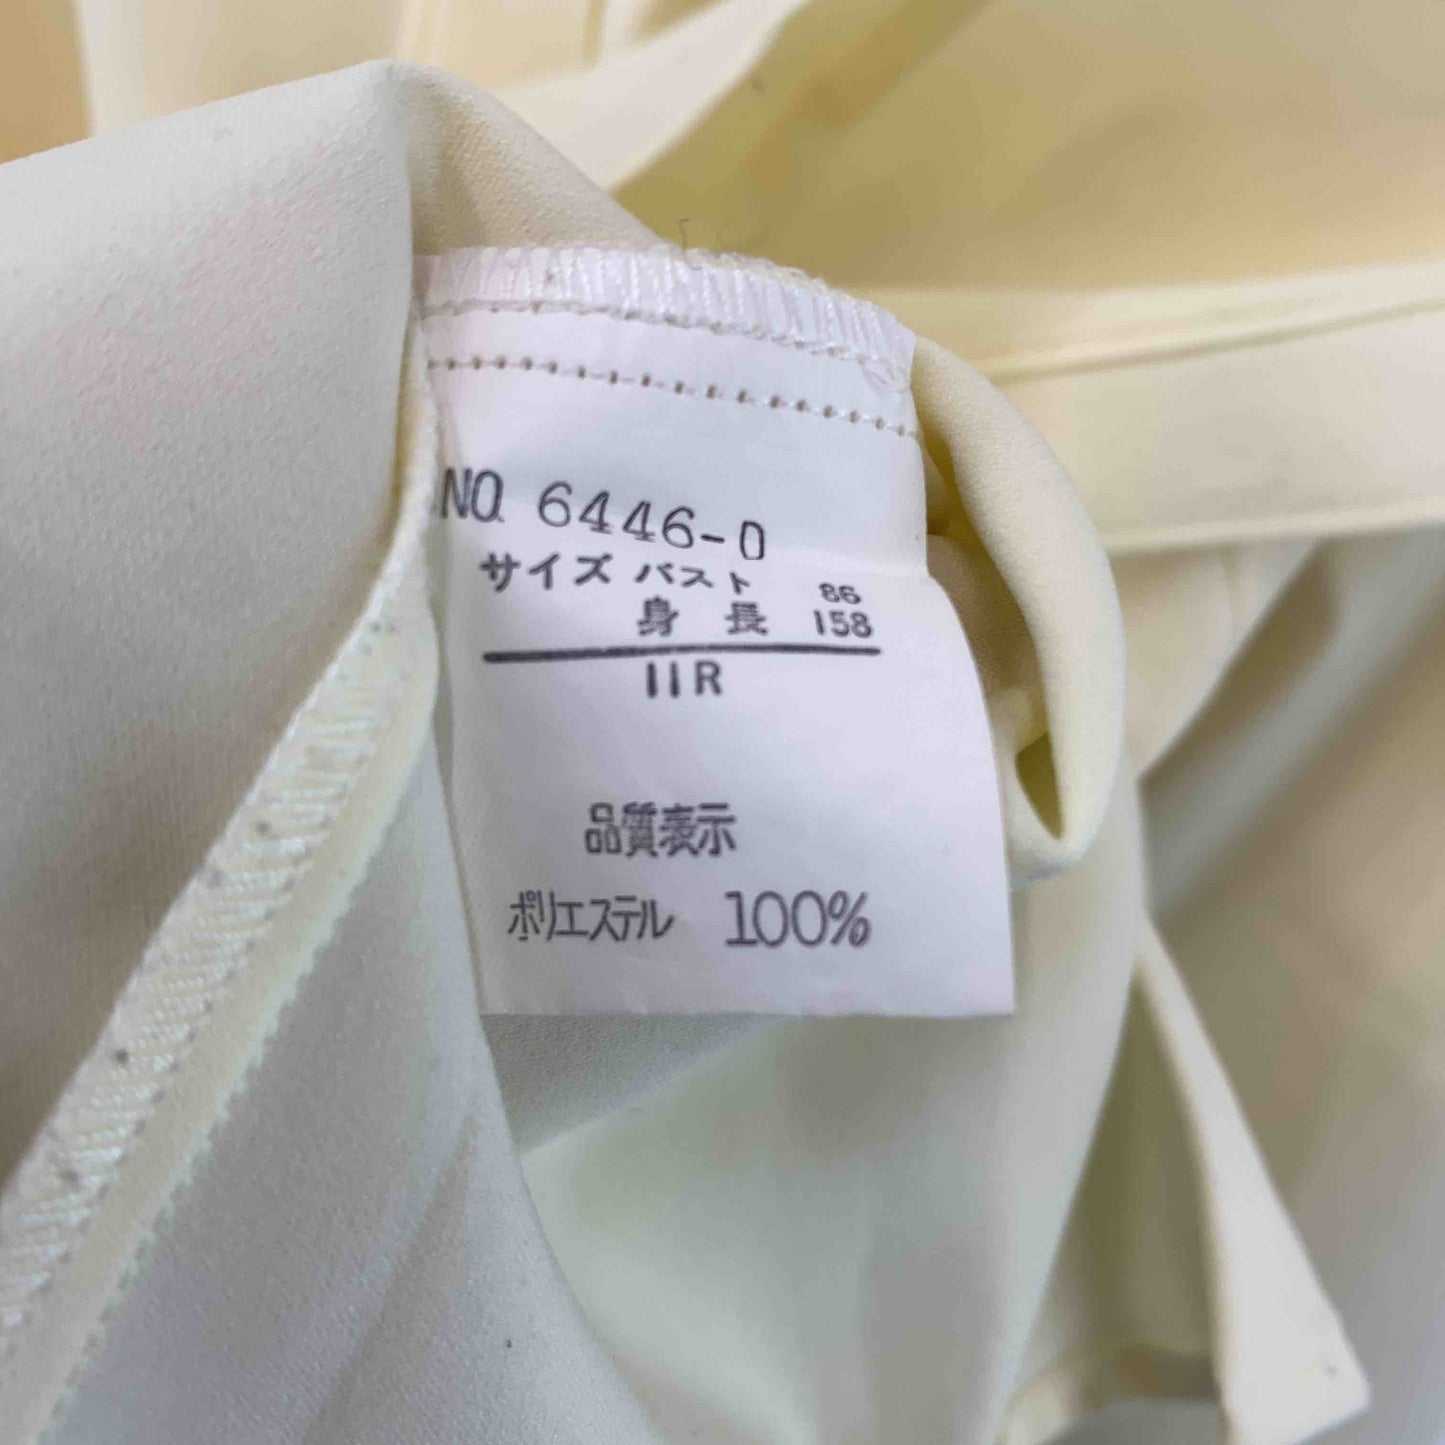 NO. 6446-0
サイズ バスト 86
身長 158
11R
品質表示
ポリエステル 100%